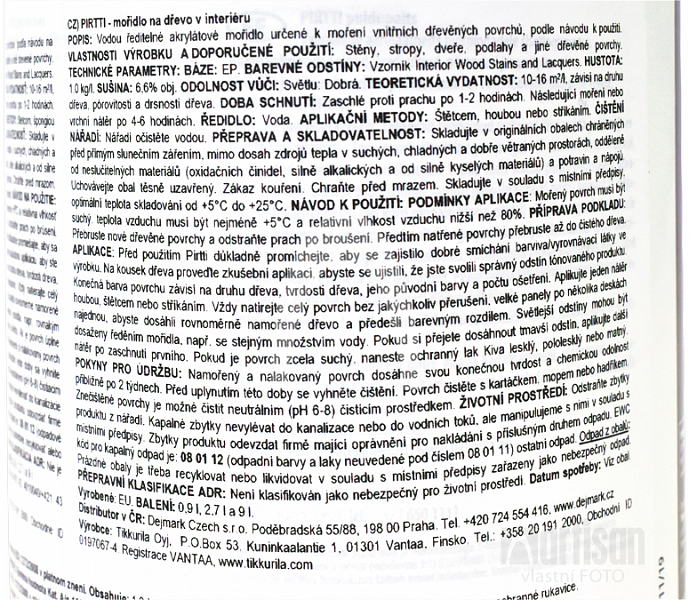 CZ) PIRTTI - mořidlo na dřevo v interiéru
POPIS: Vodou ředitelné akrylátové mořidlo určené k moření vnitřních dřevěných povrchů, podle návodu k použití.
VLASTNOSTI VÝROBKU A DOPORUČENÉ POUŽITÍ: Stěny, stropy, dveře, podlahy a jiné dřevěné povrchy.
TECHNICKÉ PARAMETRY: BÁZE: EP. BAREVNÉ ODSTÍNY: Vzorník Interior Wood Stains and Lacquers. HUSTOTA:
1.0 kg/l. SUŠINA: 6,6% obj. ODOLNOST VŮČI: Světlu: Dobrá. TEORETICKÁ VYDATNOST: 10-16 m²/l, závisí na druhu
dřeva, pórovitosti a drsnosti dřeva. DOBA SCHNUTÍ: Zaschlé proti prachu po 1-2 hodinách. Následující moření nebo
vrchní nátěr po 4-6 hodinách. ŘEDIDLO: Voda. APLIKAČNÍ METODY: Štětcem, houbou nebo stříkáním. ČIŠTĚNÍ
NÁŘADÍ: Nářadí očistěte vodou. PŘEPRAVA A SKLADOVATELNOST: Skladujte v originálních obalech chráněných
před přímým slunečním zářením, mimo dosah zdrojů tepla v suchých, chladných a dobře větraných prostorách, odděleně
od neslučitelných materiálů (oxidačních činidel, silně alkalických a od silně kyselých materiálů) a potravin a nápojů.
Uchovávejte obal těsně uzavřený. Zákaz kouření. Chraňte před mrazem. Skladujte v souladu s místními předpisy,
optimální teplota skladování od +5°C do +25°C. NÁVOD K POUŽITÍ: PODMÍNKY APLIKACE: Mořený povrch musí být
suchý, teplota vzduchu musí být nejméně +5°C a relativní vlhkost vzduchu nižší než 80%. PŘÍPRAVA PODKLADU:
Přebruste nové dřevěné povrchy a odstraňte prach po broušení. Předtím natřené povrchy přebruste až do čistého dřeva.
APLIKACE: Před použitím Pirtti důkladně promíchejte, aby se zajistilo dobré smíchání barviva/vyrovnávací látky ve
výrobku. Na kousek dřeva proveďte zkušební aplikaci, abyste se ujistili, že jste svolili správný odstín tónovaného produktu.
Konečná barva povrchu závisí na druhu dřeva, tvrdosti dřeva, jeho původní barvy a počtu ošetření. Aplikujte jeden nátěr
houbou, štětcem nebo stříkáním. Vždy natírejte celý povrch bez jakýchkoliv přerušení, velké panely po několika deskách
najednou, abyste dosáhli rovnoměrně namořené dřevo a předešli barevným rozdílem. Světlejší odstíny mohou být
dosaženy ředěním mořidla, např. se stejným množstvím vody. Pokud si přejete dosáhnout tmavší odstín, aplikujte další
nátěr po zaschnutí prvního. Pokud je povrch zcela suchý, naneste ochranný lak Kiva lesklý, pololesklý nebo matný.
POKYNY PRO ÚDRŽBU: Namořený a nalakovaný povrch dosáhne svou konečnou tvrdost a chemickou odolnost
přibližně po 2 týdnech. Před uplynutím této doby se vyhněte čištění. Povrch čistěte s kartáčkem, mopem nebo hadříkem.
Znečištěné povrchy je možné čistit neutrálním (pH 6-8) čisticím prostředkem. ŽIVOTNÍ PROSTŘEDÍ: Odstraňte zbytky
produktu z nářadí. Kapalné zbytky nevylévat do kanalizace nebo do vodních toků, ale manipulujeme s nimi v souladu s
místními předpisy. Zbytky produktu odevzdat firmě mající oprávnění pro nakládání s příslušným druhem odpadu. EWC
kód pro kapalný odpad je: 08 01 12 (odpadní barvy a laky neuvedené pod číslem 08 01 11) ostatní odpad. Odpad z obalů:
Prázdné obaly je třeba recyklovat nebo likvidovat v souladu s místními předpisy zařazeny jako nebezpečný odpad.
PŘEPRAVNÍ KLASIFIKACE ADR: Není klasifikován jako nebezpečný pro životní prostředí. Datum spotřeby: Viz obal.
Vyrobené: EU. BALENÍ: 0,9 l, 2,7 l a 9 l.
Distributor v ČR: Dejmark Czech s.r.o. Poděbradská 55/88, 198 00 Praha. Tel. +420 724 554 416. www.dejmark.cz
Výrobce: Tikkurila Oyj, P.O.Box 53, Kuninkaalantie 1, 01301 Vantaa, Finsko. Tel.: +358 20 191 2000, Obchodní ID
0197067-4 Registrace VANTAA, www.tikkurila.com
vlastní FOTO
11/19